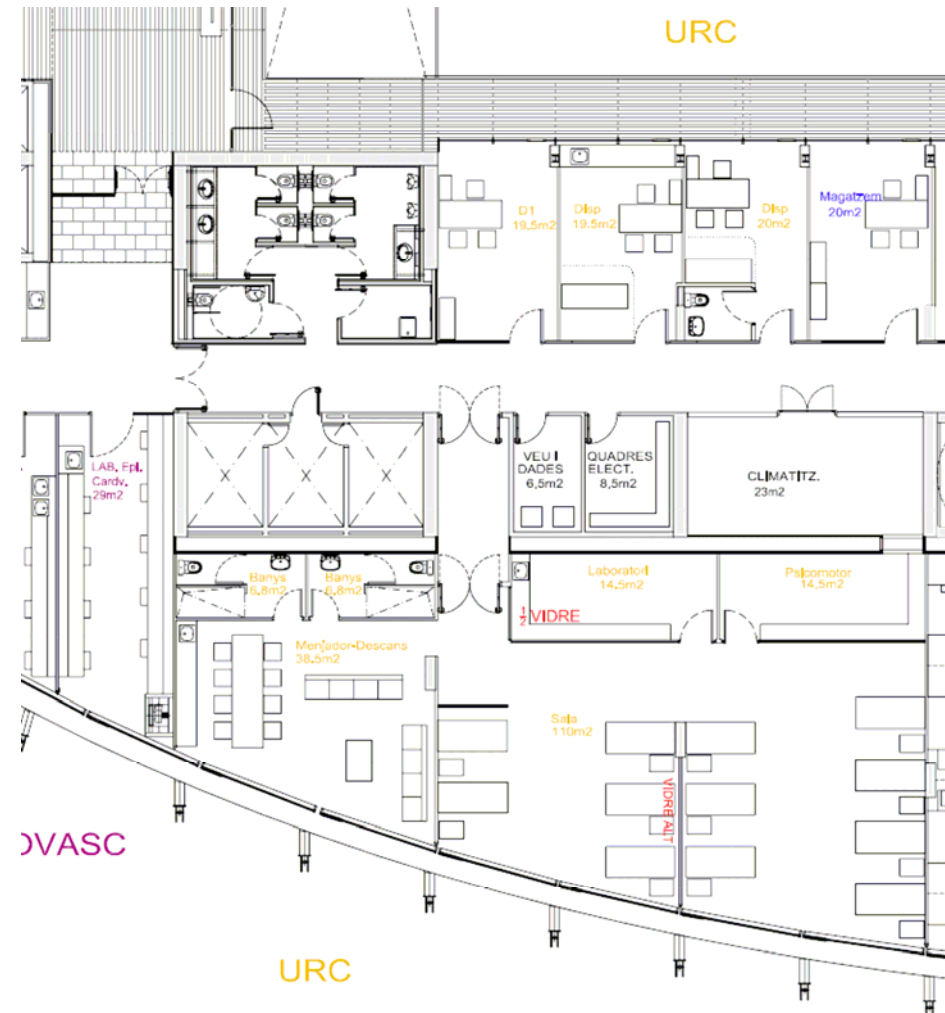 URC
D1
19.5m2
Disp
19.5m2
Disp
20m2
Magatzem
20m2
LAB. Epi.
Cardv.
29m2
VEU I
DADES
6,5m2
QUADRES
ELECT.
8,5m2
CLIMATITZ.
23m2
Banys
6.8m2
Banys
6.8m2
Laboratori
14.5m2
Psicomotor
14,5m2
½ VIDRE
Menjador-Descans
38.5m2
Sala
110m2
VIDRE ALT
OVASC
URC